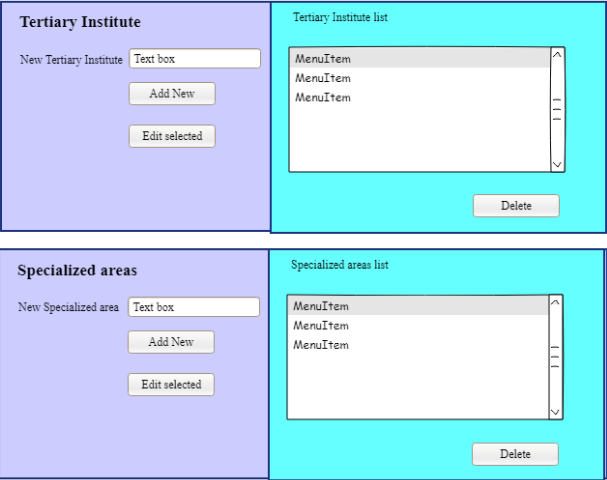 Tertiary Institute
New Tertiary Institute Text box
Add New
Edit selected
Tertiary Institute list
MenuItem
MenuItem
MenuItem
Delete
Specialized areas
New Specialized area Text box
Add New
Edit selected
Specialized areas list
MenuItem
MenuItem
MenuItem
Delete